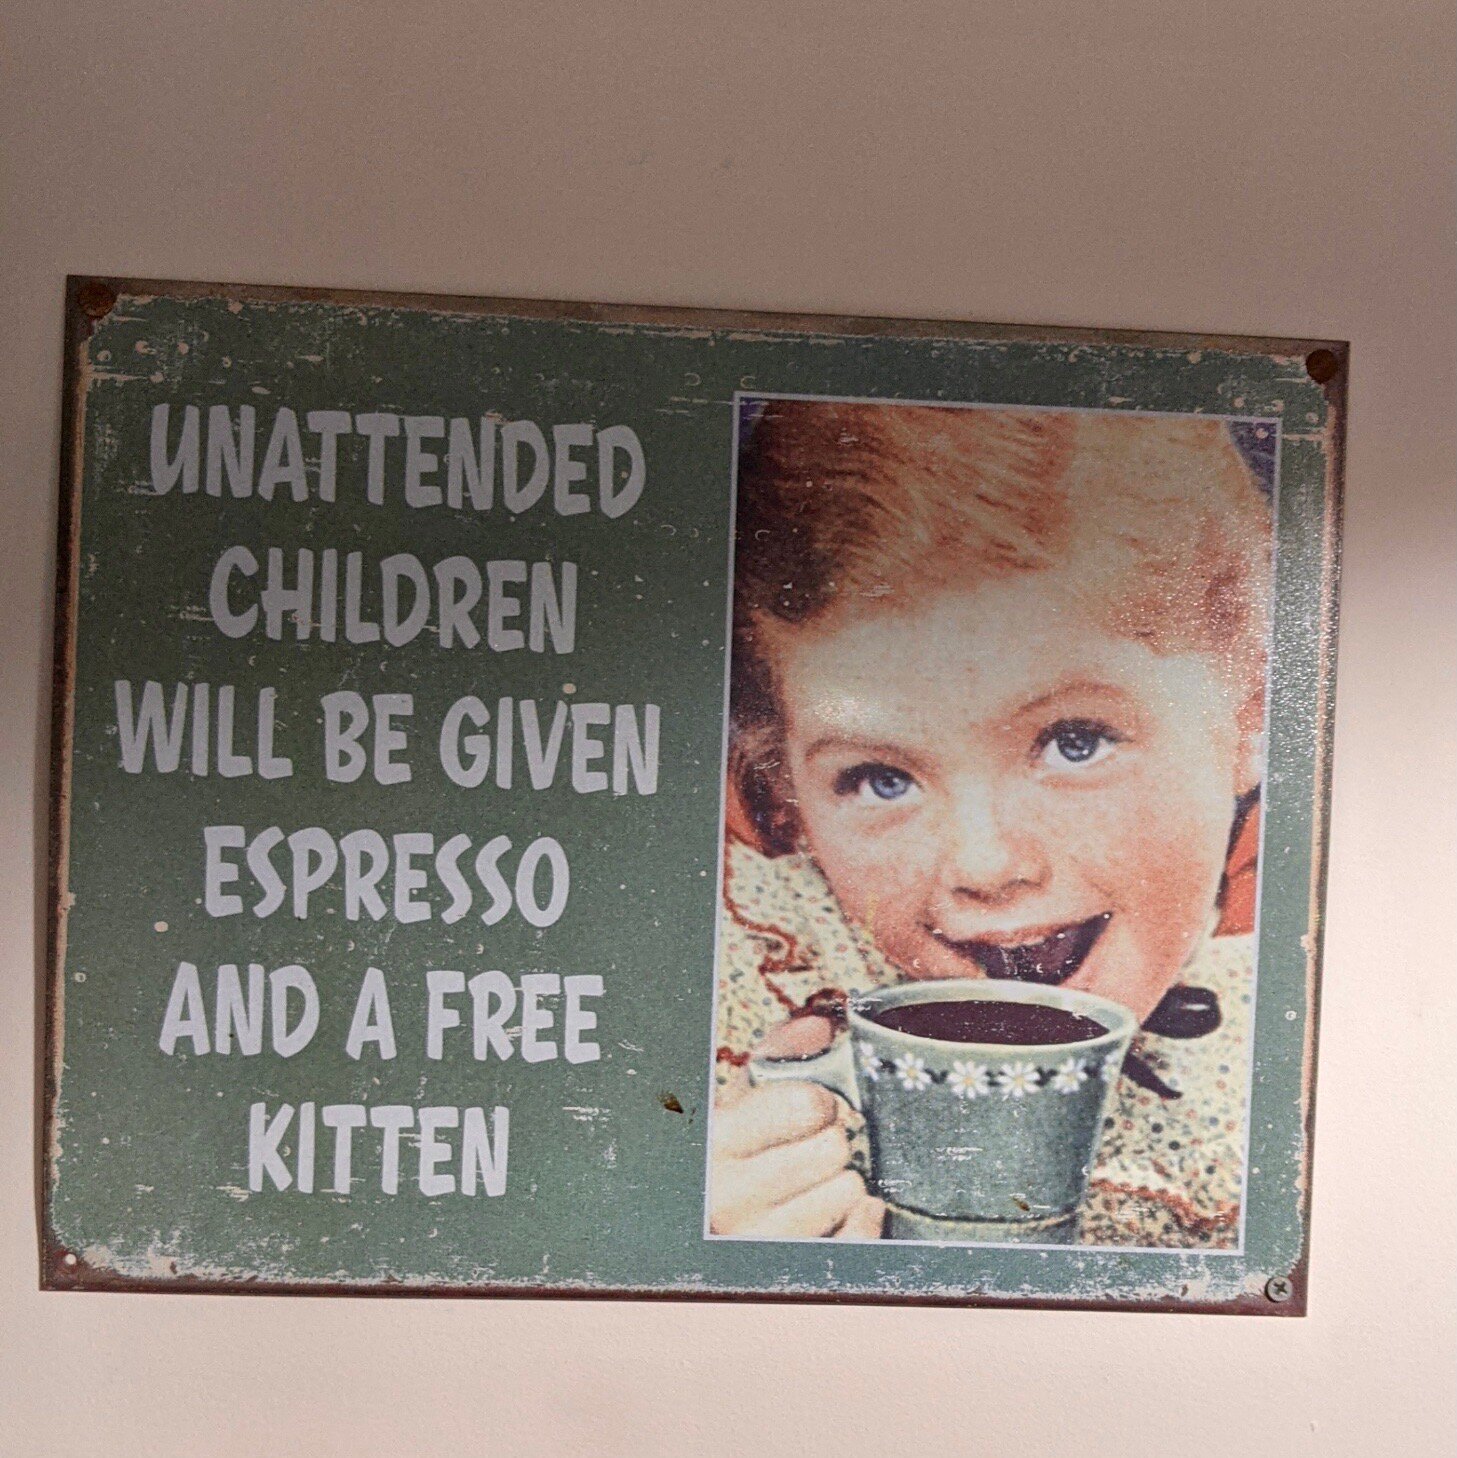 UNATTENDED
CHILDREN
WILL BE GIVEN
ESPRESSO
AND A FREE
KITTEN